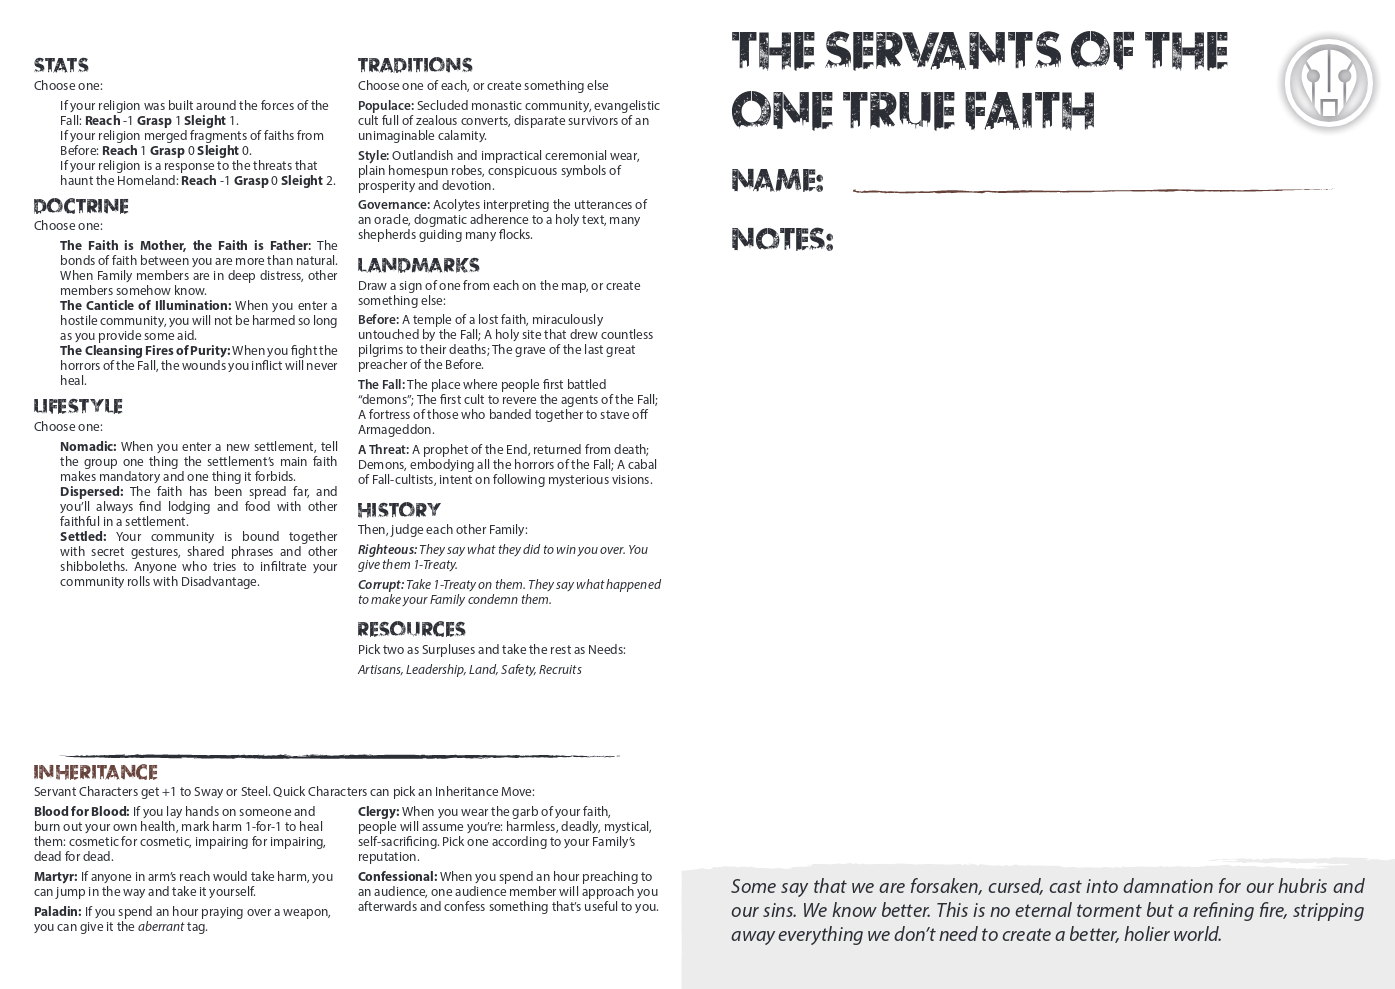 STATS
Choose one:
If your religion was built around the forces of the
Fall: Reach -1 Grasp 1 Sleight 1.
If your religion merged fragments of faiths from
Before: Reach 1 Grasp 0 Sleight 0.
If your religion is a response to the threats that
haunt the Homeland: Reach -1 Grasp 0 Sleight 2.
DOCTRINE
Choose one:
The Faith is Mother, the Faith is Father: The
bonds of faith between you are more than natural.
When Family members are in deep distress, other
members somehow know.
The Canticle of Illumination: When you enter a
hostile community, you will not be harmed so long
as you provide some aid.
The Cleansing Fires of Purity: When you fight the
horrors of the Fall, the wounds you inflict will never
heal.
LIFESTYLE
Choose one:
Nomadic: When you enter a new settlement, tell
the group one thing the settlement's main faith
makes mandatory and one thing it forbids.
Dispersed: The faith has been spread far, and
you'll always find lodging and food with other
faithful in a settlement.
Settled: Your community is bound together
with secret gestures, shared phrases and other
shibboleths. Anyone who tries to infiltrate your
community rolls with Disadvantage.
TRADITIONS
Choose one of each, or create something else
Populace: Secluded monastic community, evangelistic
cult full of zealous converts, disparate survivors of an
unimaginable calamity.
Style: Outlandish and impractical ceremonial wear,
plain homespun robes, conspicuous symbols of
prosperity and devotion.
Governance: Acolytes interpreting the utterances of
an oracle, dogmatic adherence to a holy text, many
shepherds guiding many flocks.
LANDMARKS
Draw a sign of one from each on the map, or create
something else:
Before: A temple of a lost faith, miraculously
untouched by the Fall; A holy site that drew countless
pilgrims to their deaths; The grave of the last great
preacher of the Before.
The Fall: The place where people first battled
“demons”; The first cult to revere the agents of the Fall;
A fortress of those who banded together to stave off
Armageddon.
A Threat: A prophet of the End, returned from death;
Demons, embodying all the horrors of the Fall; A cabal
of Fall-cultists, intent on following mysterious visions.
HISTORY
Then, judge each other Family:
Righteous: They say what they did to win you over. You
give them 1-Treaty.
Corrupt: Take 1-Treaty on them. They say what happened
to make your Family condemn them.
RESOURCES
Pick two as Surpluses and take the rest as Needs:
Artisans, Leadership, Land, Safety, Recruits
INHERITANCE
Servant Characters get +1 to Sway or Steel. Quick Characters can pick an Inheritance Move:
Blood for Blood: If you lay hands on someone and
burn out your own health, mark harm 1-for-1 to heal
them: cosmetic for cosmetic, impairing for impairing,
dead for dead.
Martyr: If anyone in arm's reach would take harm, you
can jump in the way and take it yourself.
Paladin: If you spend an hour praying over a weapon,
you can give it the aberrant tag.
Clergy: When you wear the garb of your faith,
people will assume you're: harmless, deadly, mystical,
self-sacrificing. Pick one according to your Family's
reputation.
Confessional: When you spend an hour preaching to
an audience, one audience member will approach you
afterwards and confess something that's useful to you.
THE SERVANTS OF THE
ONE TRUE FAITH
NAME:
NOTES:
Some say that we are forsaken, cursed, cast into damnation for our hubris and
our sins. We know better. This is no eternal torment but a refining fire, stripping
away everything we don't need to create a better, holier world.